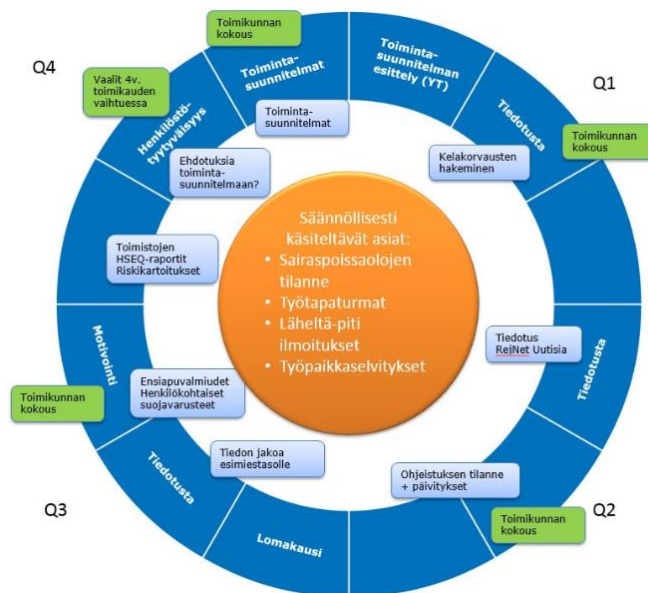 Q4
Q1
Toimikunnan
kokous
Vaalit 4v.
toimikauden
vaihtuessa
Toiminta-
suunnitelmat
Toiminta-
suunnitelman
esittely (YT)
Tiedotusta
Toimikunnan
kokous
Henkilöstö-
tyytyväisyys
Toiminta-
suunnitelmat
Ehdotuksia
toiminta-
suunnitelmaan?
Kelakorvausten
hakeminen
Säännöllisesti
käsiteltävät asiat:
• Sairaspoissaolojen
tilanne
• Työtapaturmat
• Läheltä-piti
ilmoitukset
• Työpaikkaselvitykset
Toimistojen
HSEQ-raportit
Riskikartoitukset
Tiedotus
RejNet Uutisia
Tiedotusta
Motivointi
Toimikunnan
kokous
Ensiapuvalmiudet
Henkilökohtaiset
suojavarusteet
Tiedon jakoa
esimiestasolle
Ohjeistuksen tilanne
+ päivitykset
Tiedotusta
Lomakausi
Toimikunnan
kokous
Q3
Q2